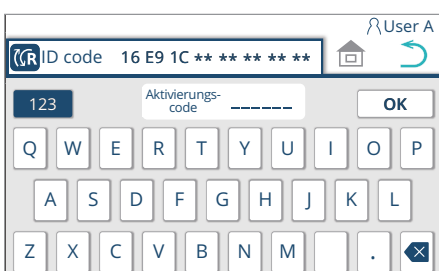 User A
R ID code 16 E9 1C ** ** ** ** **
123 Aktivierungs-
code ______ OK
Q W E R T Y U I O P
A S D F G H J K L
Z X C V B N M .